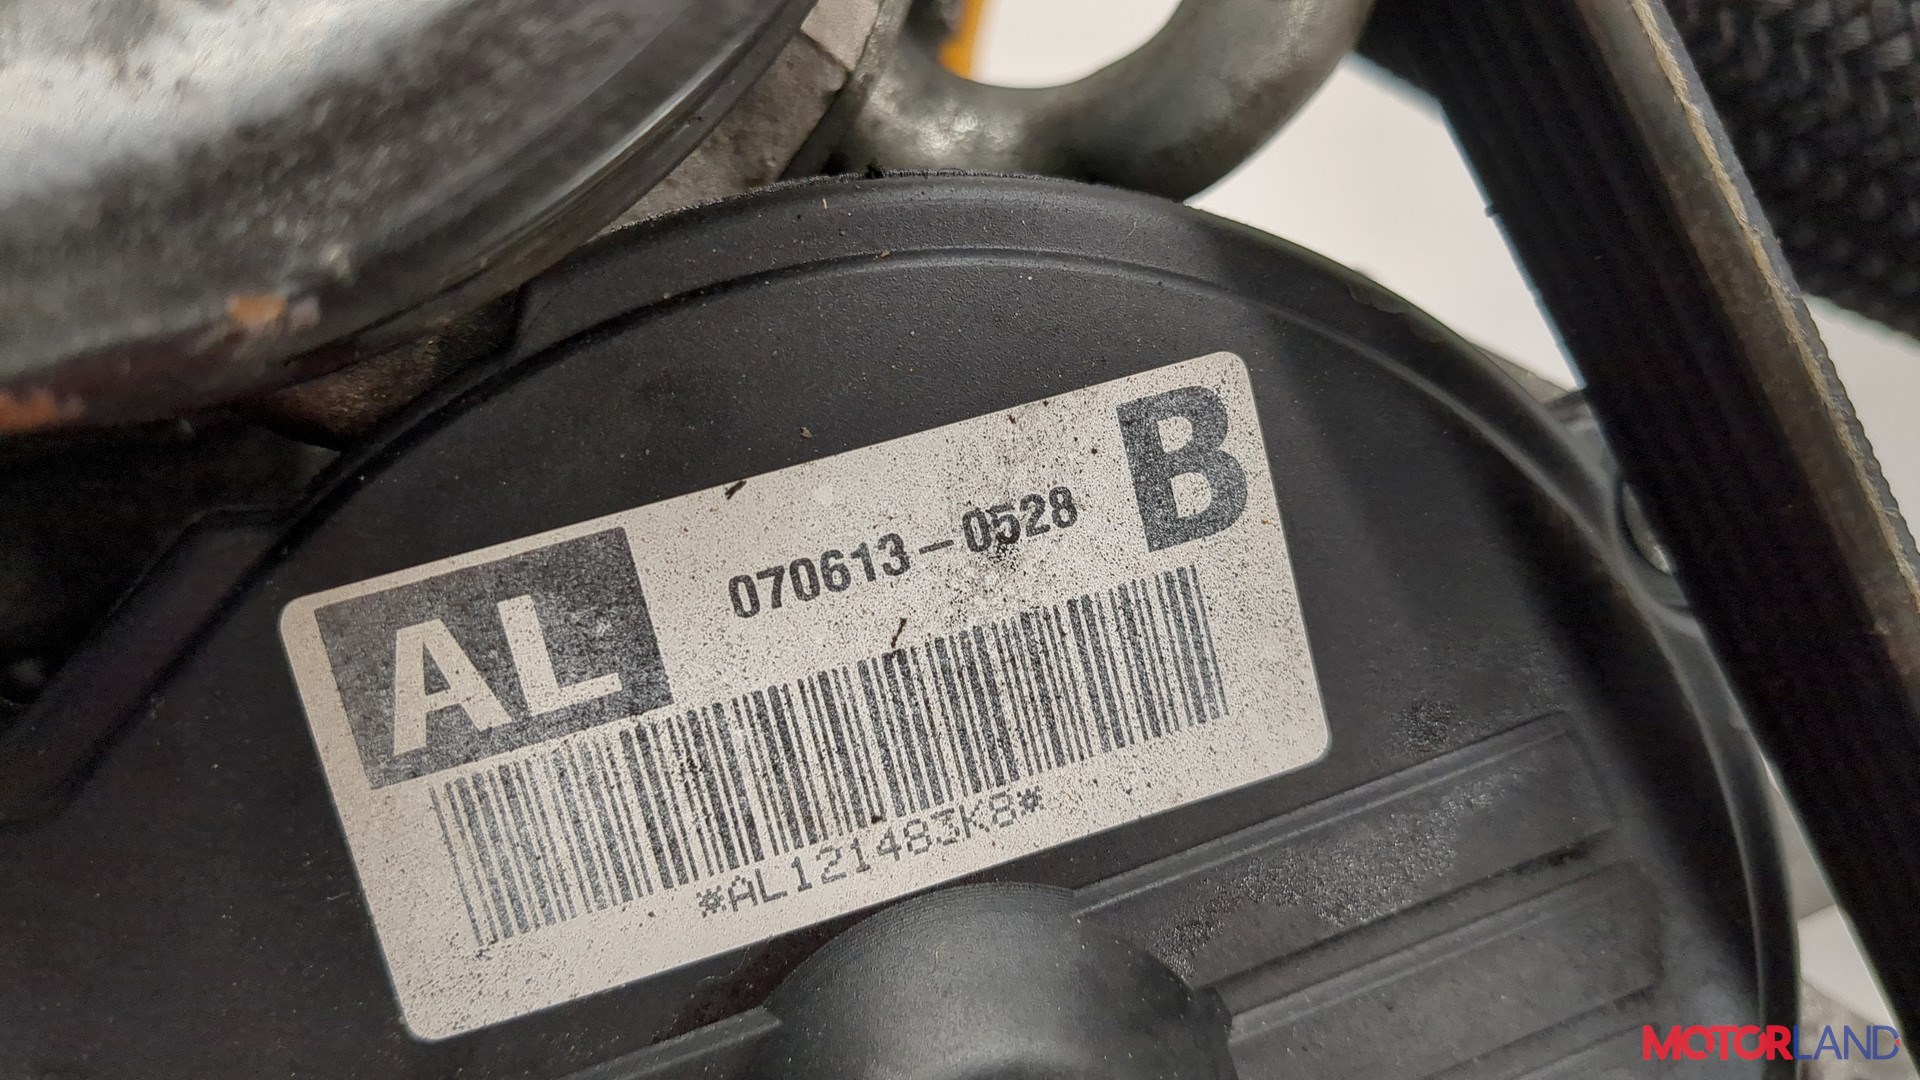 AL
070613-0528
B
*AL121483K8*
MOTORLAND